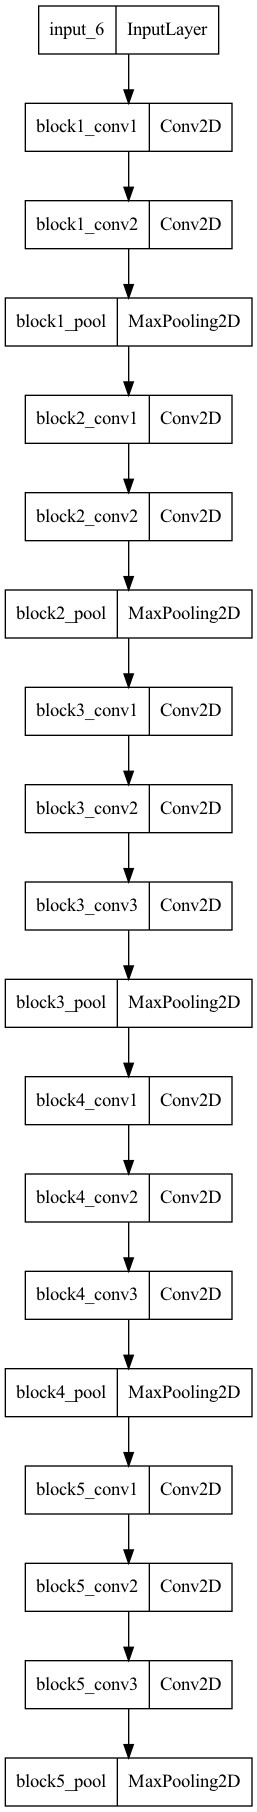 input_6 InputLayer
block1_conv1 Conv2D
block1_conv2 Conv2D
block1_pool MaxPooling2D
block2_conv1 Conv2D
block2_conv2 Conv2D
block2_pool MaxPooling2D
block3_conv1 Conv2D
block3_conv2 Conv2D
block3_conv3 Conv2D
block3_pool MaxPooling2D
block4_conv1 Conv2D
block4_conv2 Conv2D
block4_conv3 Conv2D
block4_pool MaxPooling2D
block5_conv1 Conv2D
block5_conv2 Conv2D
block5_conv3 Conv2D
block5_pool MaxPooling2D